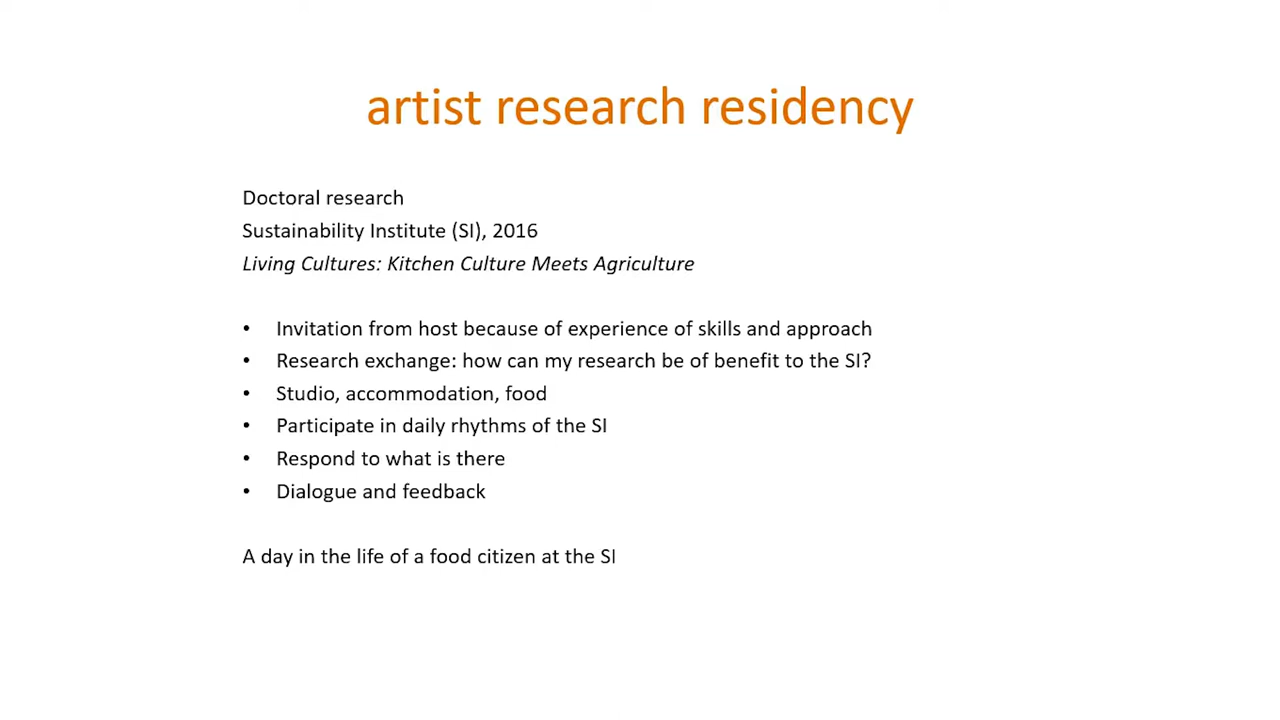 artist research residency
Doctoral research
Sustainability Institute (SI), 2016
Living Cultures: Kitchen Culture Meets Agriculture
• Invitation from host because of experience of skills and approach
• Research exchange: how can my research be of benefit to the SI?
• Studio, accommodation, food
• Participate in daily rhythms of the SI
• Respond to what is there
• Dialogue and feedback
A day in the life of a food citizen at the SI